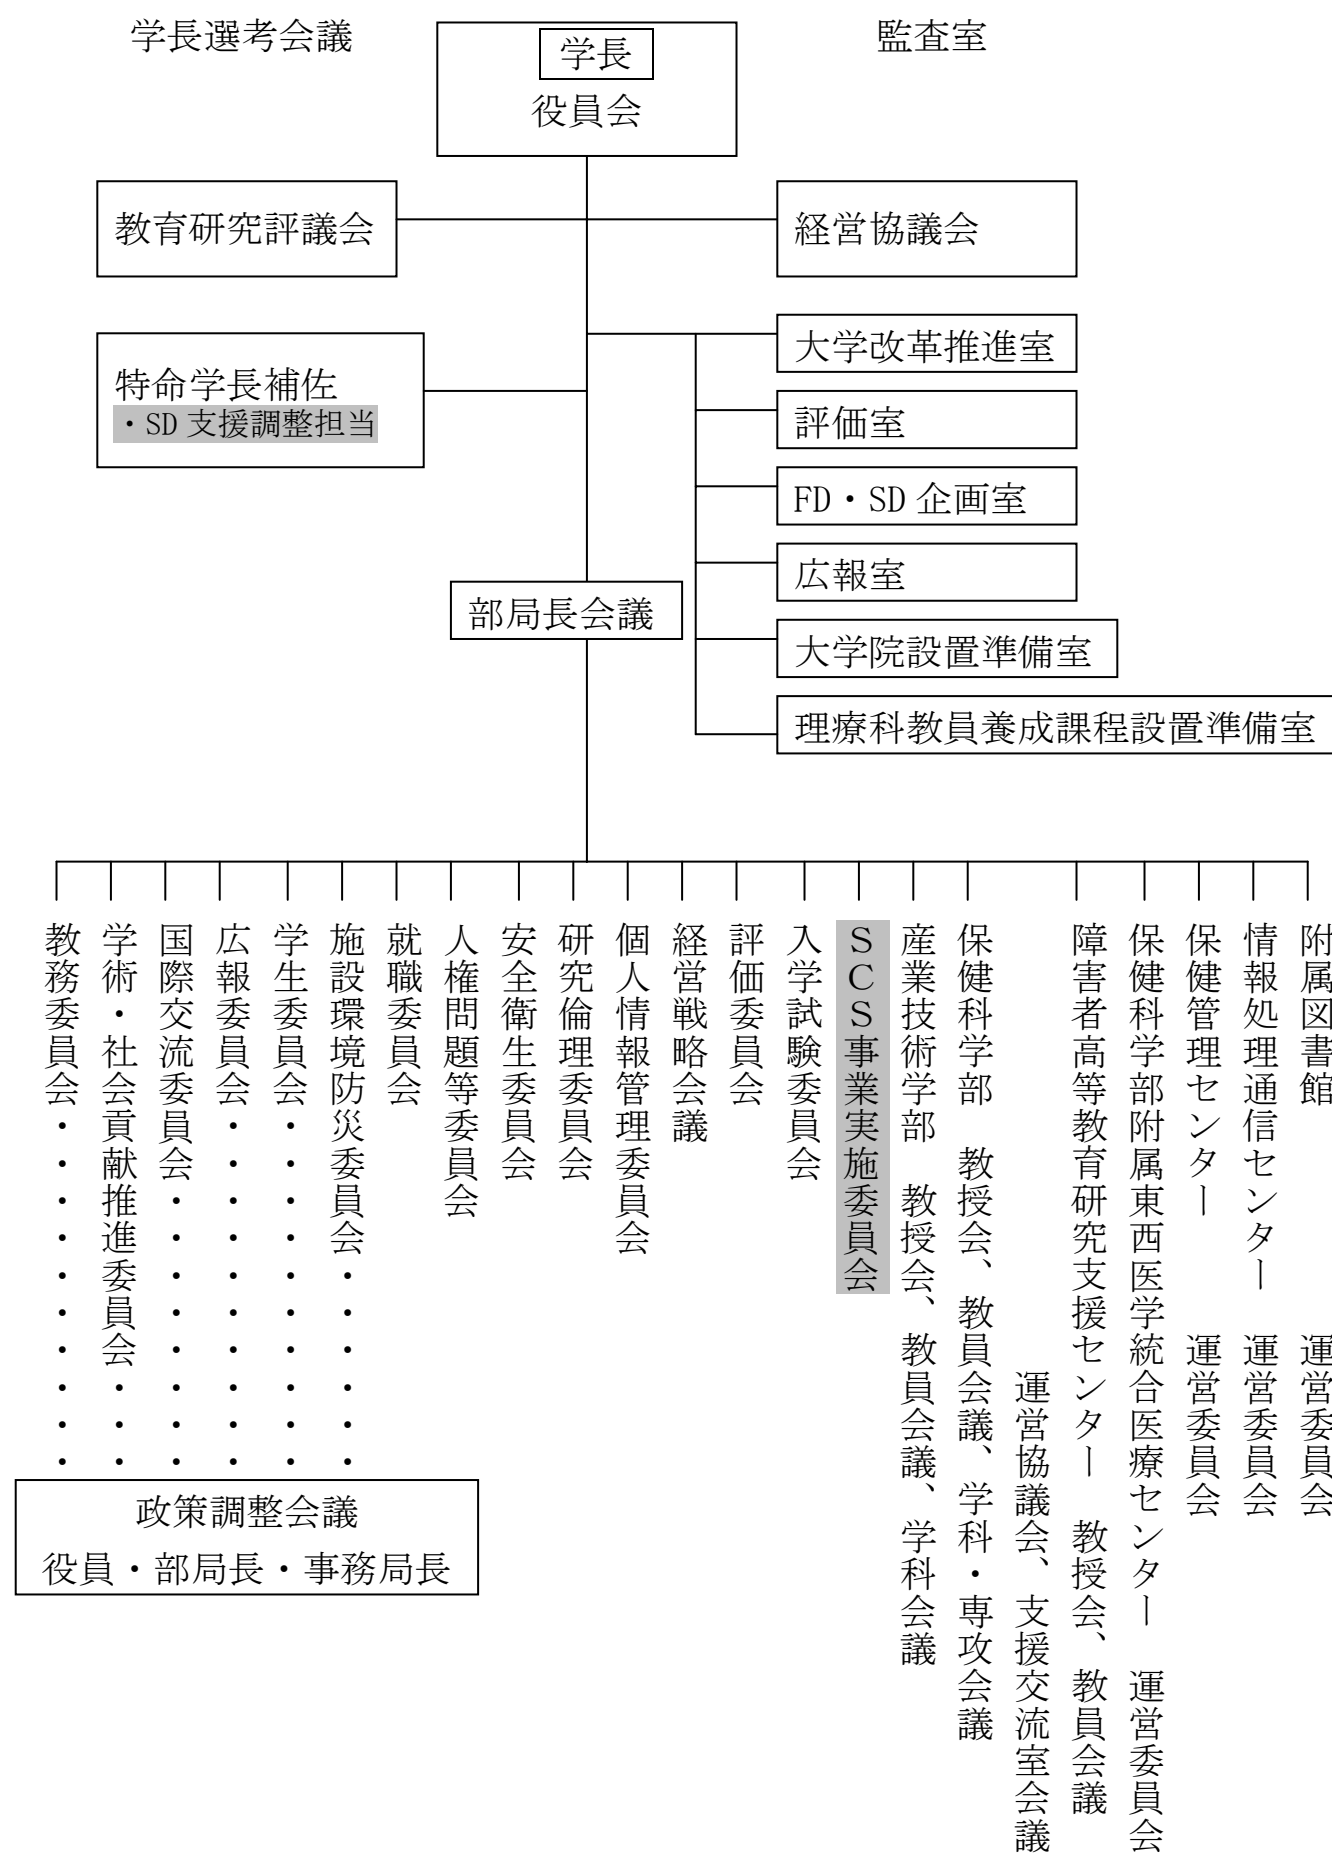 学長選考会議
学長
役員会
監査室
教育研究評議会
経営協議会
特命学長補佐
・SD支援調整担当
大学改革推進室
評価室
FD・SD企画室
広報室
部局長会議
大学院設置準備室
理療科教員養成課程設置準備室
教務委員会・・・・・・・・・・
学術・社会貢献推進委員会・・・
国際交流委員会・・・・・・・・
広報委員会・・・・・・・・・・
学生委員会・・・・・・・・・・
施設環境防災委員会・・・・・・
就職委員会
人権問題等委員会
安全衛生委員会
研究倫理委員会
個人情報管理委員会
経営戦略会議
評価委員会
入学試験委員会
ＳＣＳ事業実施委員会
産業技術学部 教授会、教員会議、学科会議
保健科学部 教授会、教員会議、学科・専攻会議
障害者高等教育研究支援センター 教授会、教員会議
運営協議会、支援交流室会議
保健科学部附属東西医学統合医療センター 運営委員会
保健管理センター 運営委員会
情報処理通信センター 運営委員会
附属図書館 運営委員会
政策調整会議
役員・部局長・事務局長